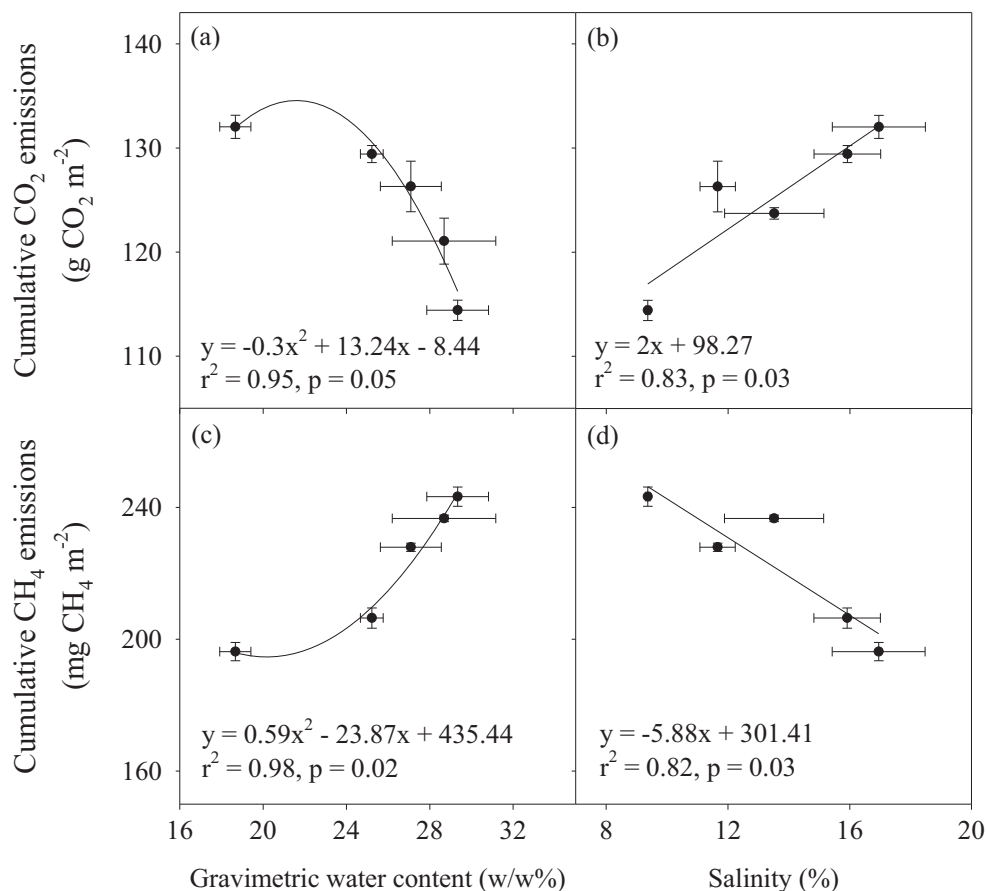 Cumulative CO₂ emissions
(g CO₂ m⁻²)
140
130
120
110
(a)
y = -0.3x² + 13.24x - 8.44
r² = 0.95, p = 0.05
(b)
y = 2x + 98.27
r² = 0.83, p = 0.03
Cumulative CH₄ emissions
(mg CH₄ m⁻²)
240
200
160
(c)
y = 0.59x² - 23.87x + 435.44
r² = 0.98, p = 0.02
(d)
y = -5.88x + 301.41
r² = 0.82, p = 0.03
16 20 24 28 32
8 12 16 20
Gravimetric water content (w/w%)
Salinity (%)